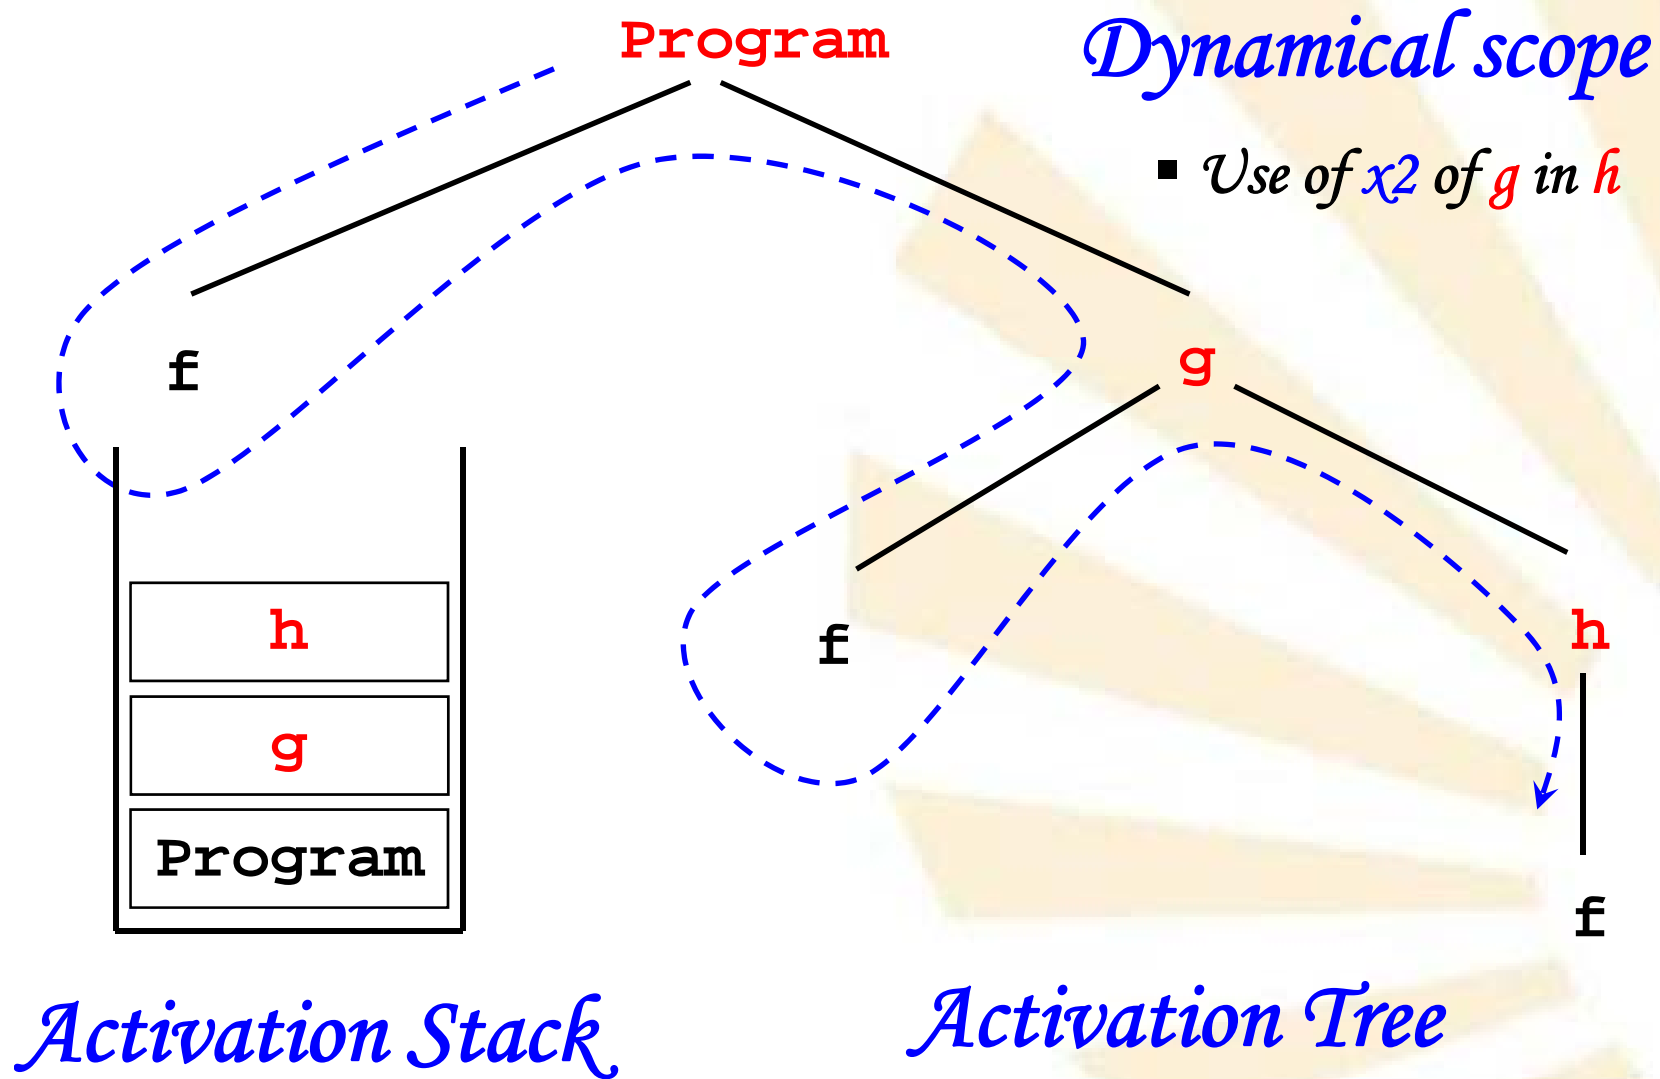 Program
Dynamical scope
▪ Use of x2 of g in h
f
g
f
h
h
g
Program
f
Activation Stack
Activation Tree